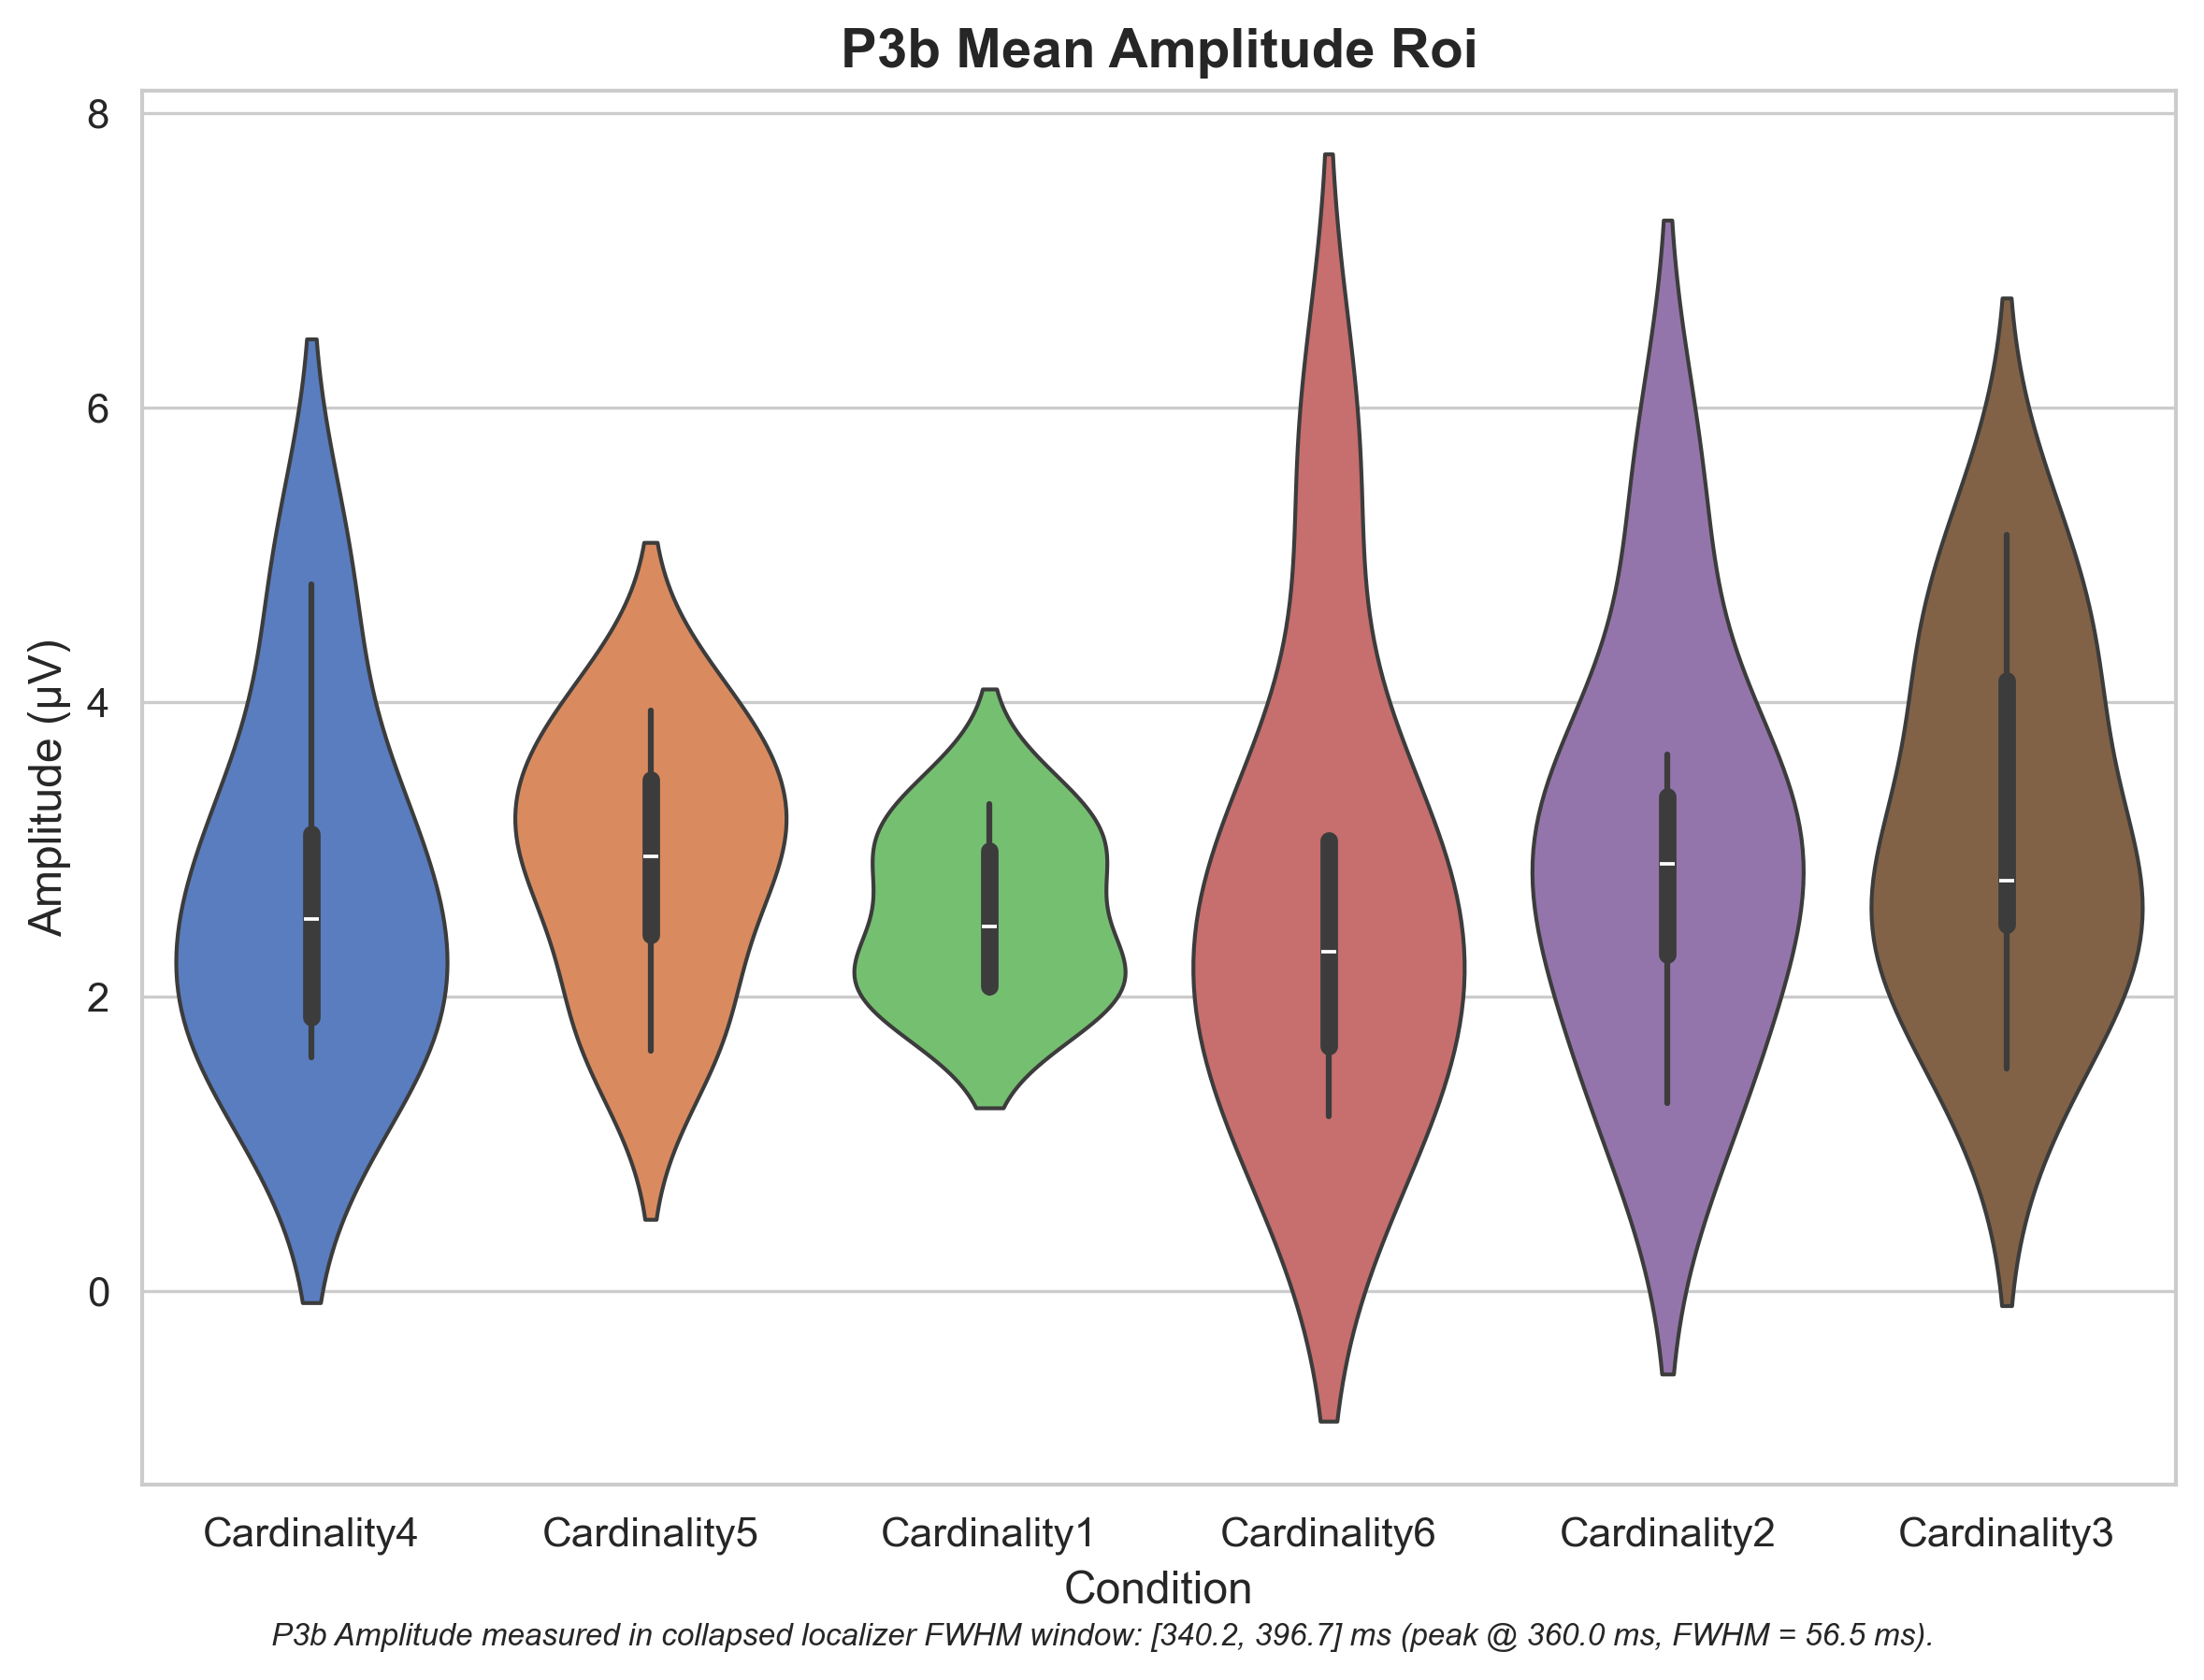 P3b Mean Amplitude Roi
8
6
4
2
0
Amplitude (µV)
Cardinality4 Cardinality5 Cardinality1 Cardinality6 Cardinality2 Cardinality3
Condition
P3b Amplitude measured in collapsed localizer FWHM window: [340.2, 396.7] ms (peak @ 360.0 ms, FWHM = 56.5 ms).